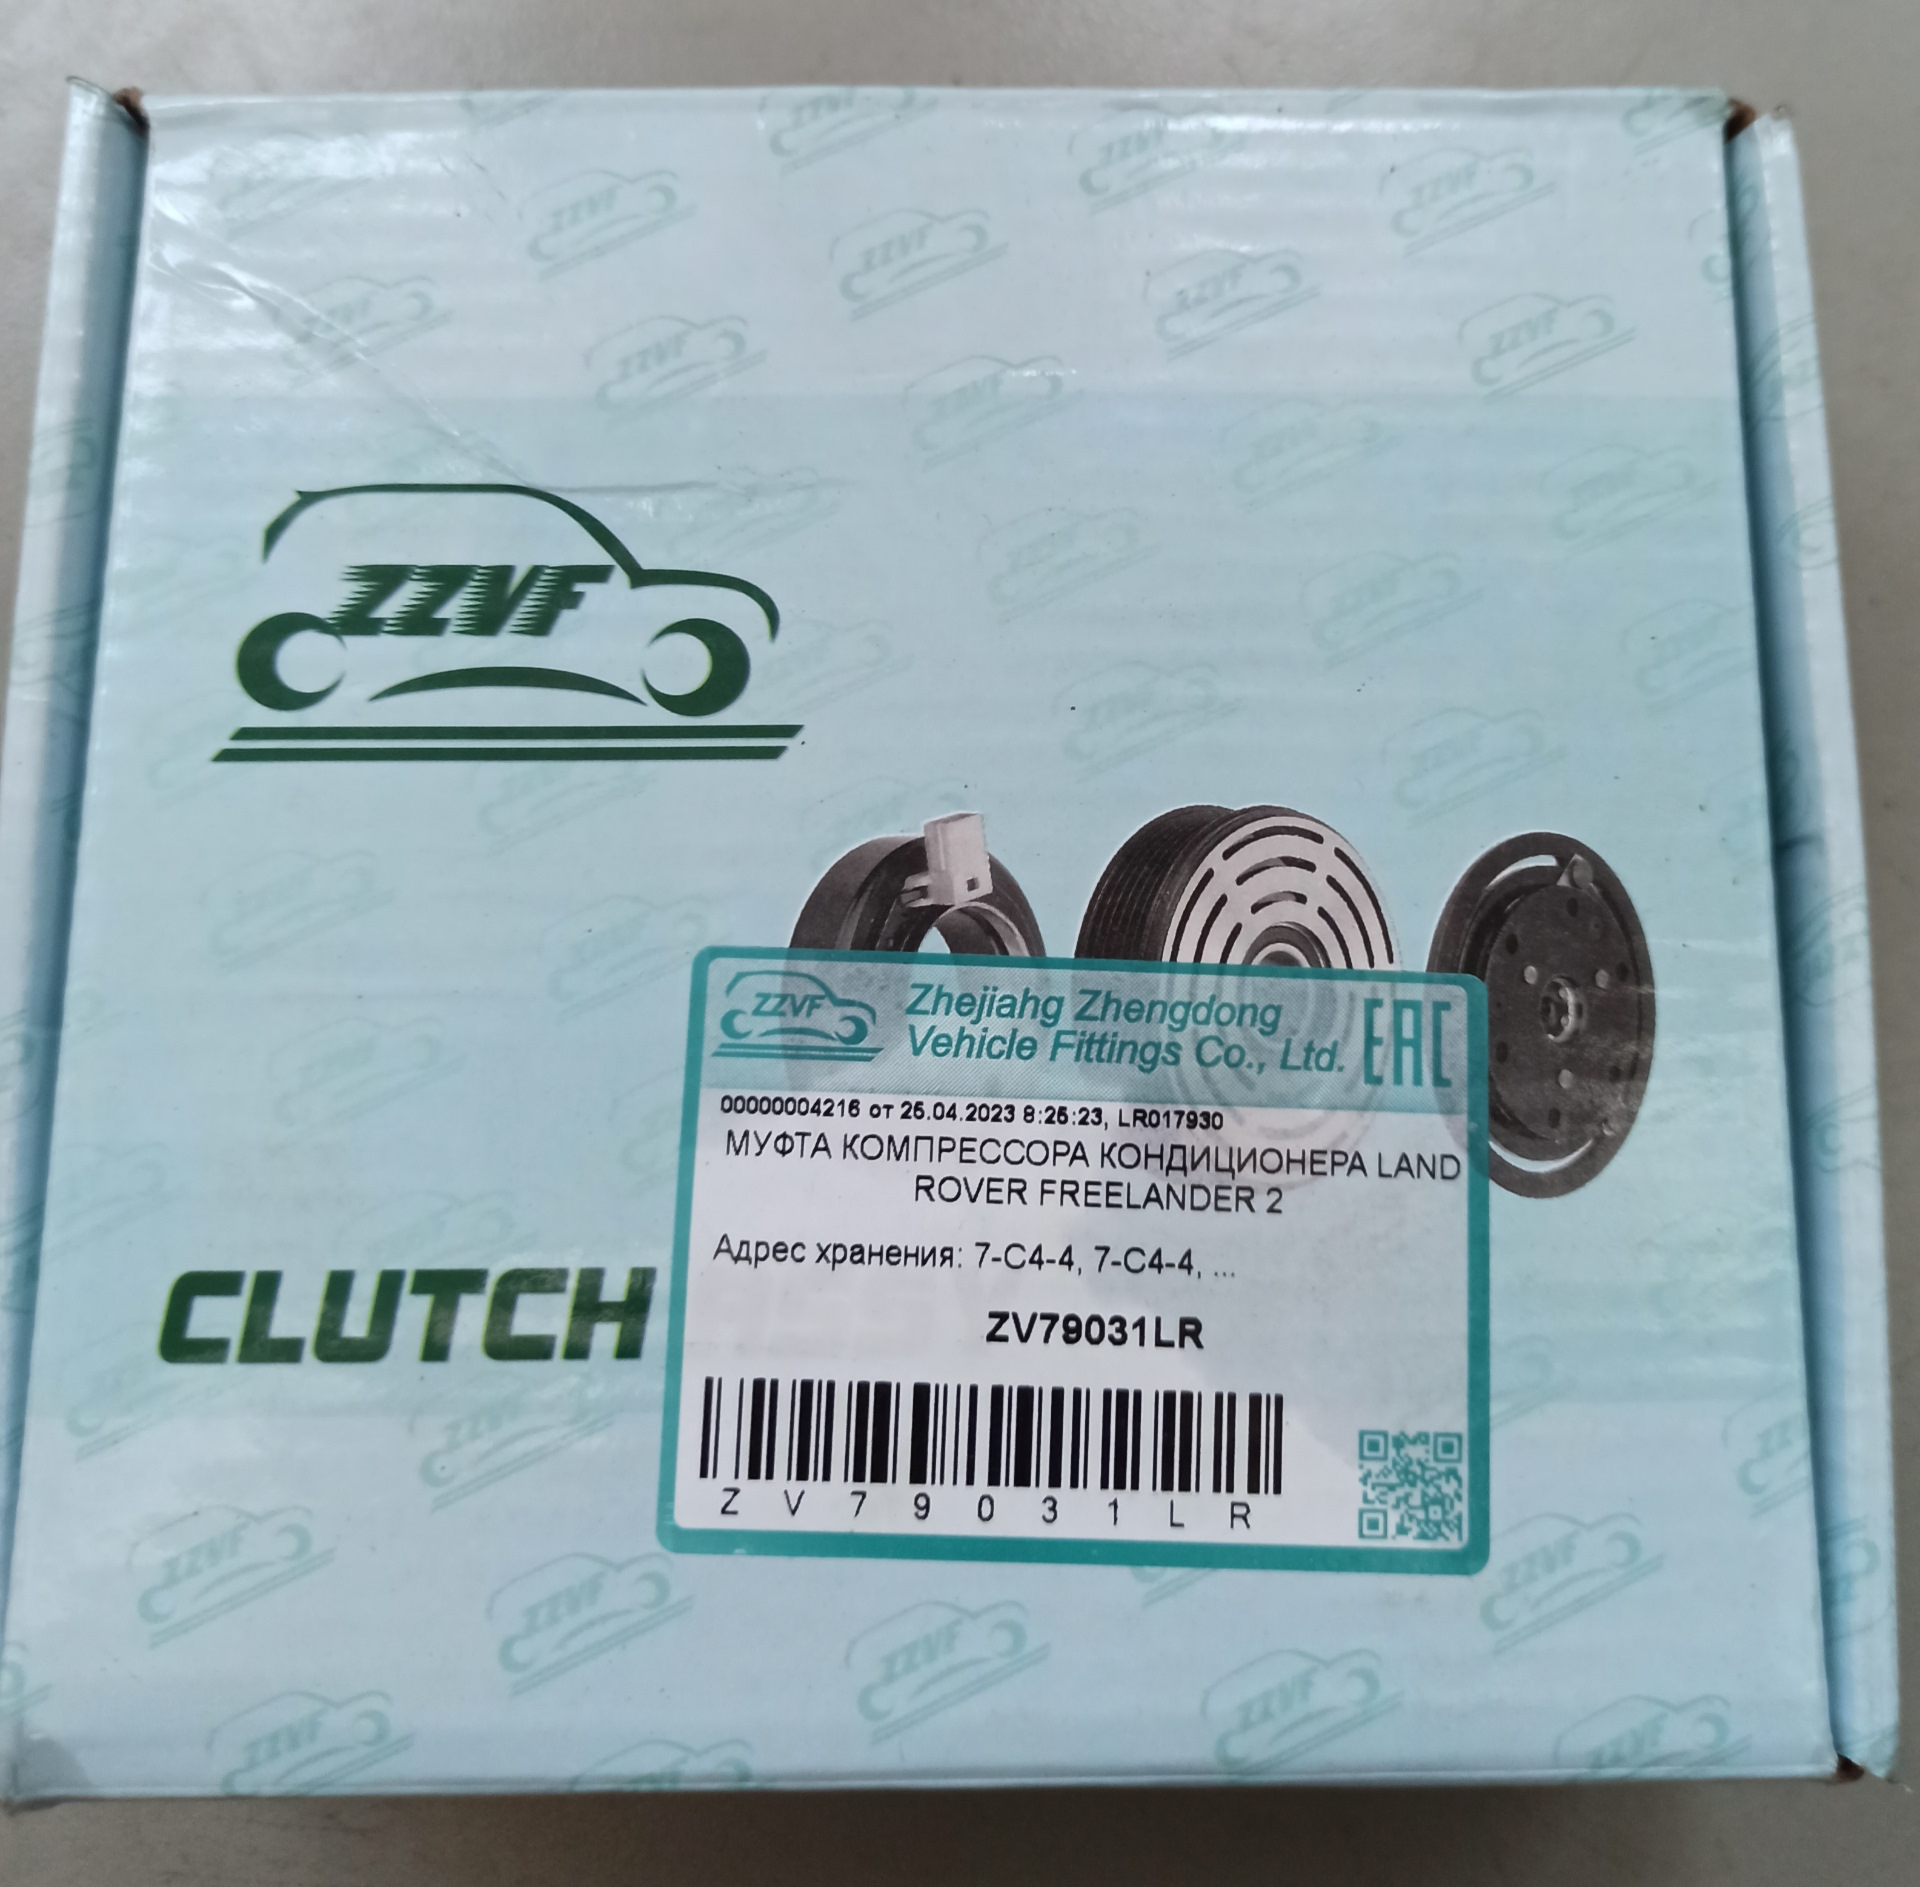 ZZVF
ZZVF
Zhejiahg Zhengdong
Vehicle Fittings Co., Ltd.
EAC
00000004216 от 25.04.2023 8:25:23, LR017930
МУФТА КОМПРЕССОРА КОНДИЦИОНЕРА LAND
ROVER FREELANDER 2
Адрес хранения: 7-C4-4, 7-C4-4, ...
CLUTCH
ZV79031LR
Z V 7 9 0 3 1 L R